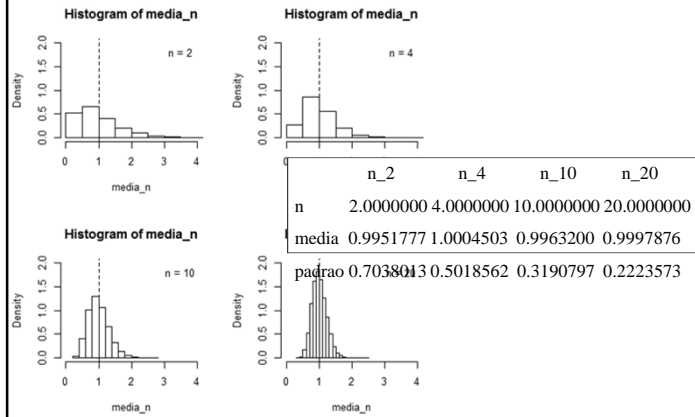 Histogram of media_n
n = 2
Density
0.0 0.5 1.0 1.5 2.0
0 1 2 3 4
media_n
Histogram of media_n
n = 4
Density
0.0 0.5 1.0 1.5 2.0
0 1 2 3 4
n_2 n_4 n_10 n_20
n 2.0000000 4.0000000 10.0000000 20.0000000
media 0.9951777 1.0004503 0.9963200 0.9997876
padrao 0.7038013 0.5018562 0.3190797 0.2223573
Histogram of media_n
n = 10
Density
0.0 0.5 1.0 1.5 2.0
0 1 2 3 4
media_n
Density
0.0 0.5 1.0 1.5 2.0
0 1 2 3 4
media_n